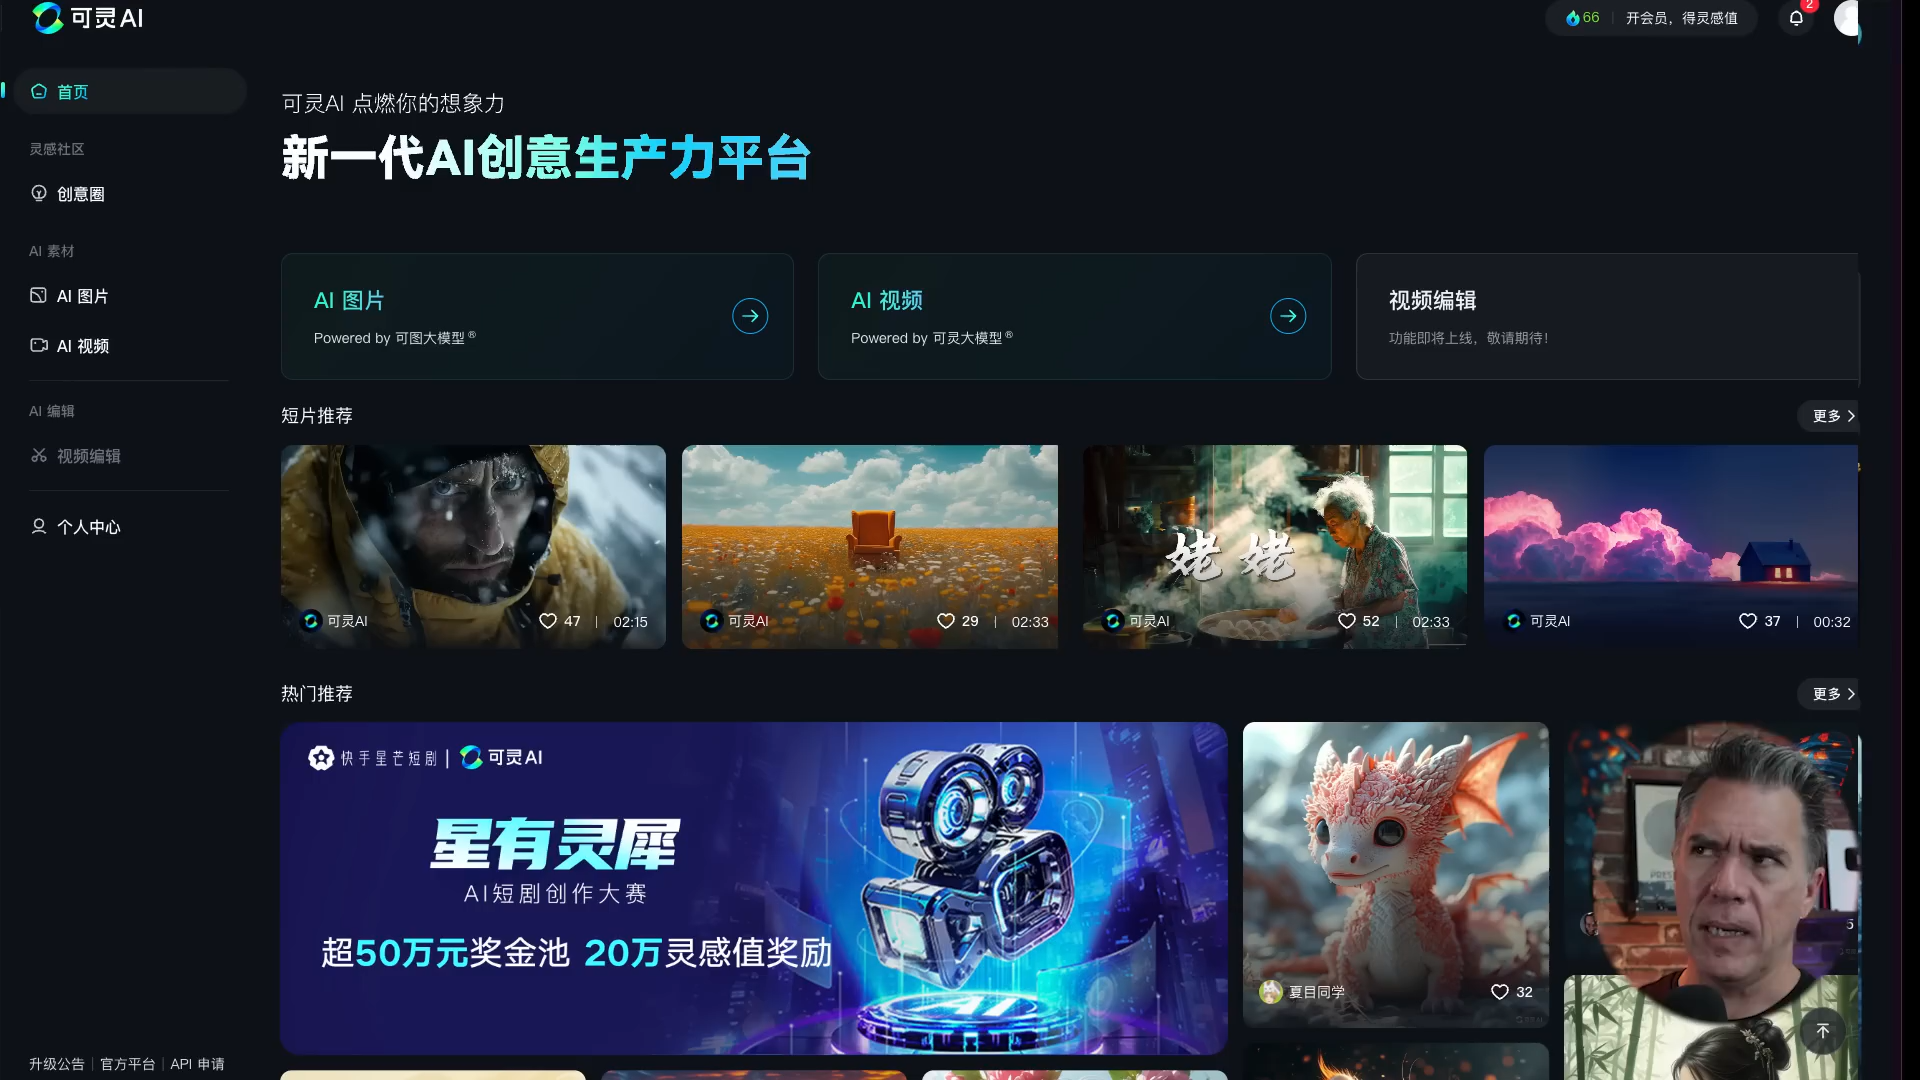 可灵AI
66
开会员，得灵感值
2
首页
灵感社区
创意圈
AI 素材
AI 图片
AI 视频
AI 编辑
视频编辑
个人中心
升级公告 | 官方平台 | API 申请
可灵AI 点燃你的想象力
新一代AI创意生产力平台
AI 图片
Powered by 可图大模型®
AI 视频
Powered by 可灵大模型®
视频编辑
功能即将上线，敬请期待！
短片推荐
更多
可灵AI
47 | 02:15
可灵AI
29 | 02:33
姥姥
可灵AI
52 | 02:33
可灵AI
37 | 00:32
热门推荐
更多
快手星芒短剧 | 可灵AI
星有灵犀
AI短剧创作大赛
超50万元奖金池 20万灵感值奖励
AI
夏目同学
32
5